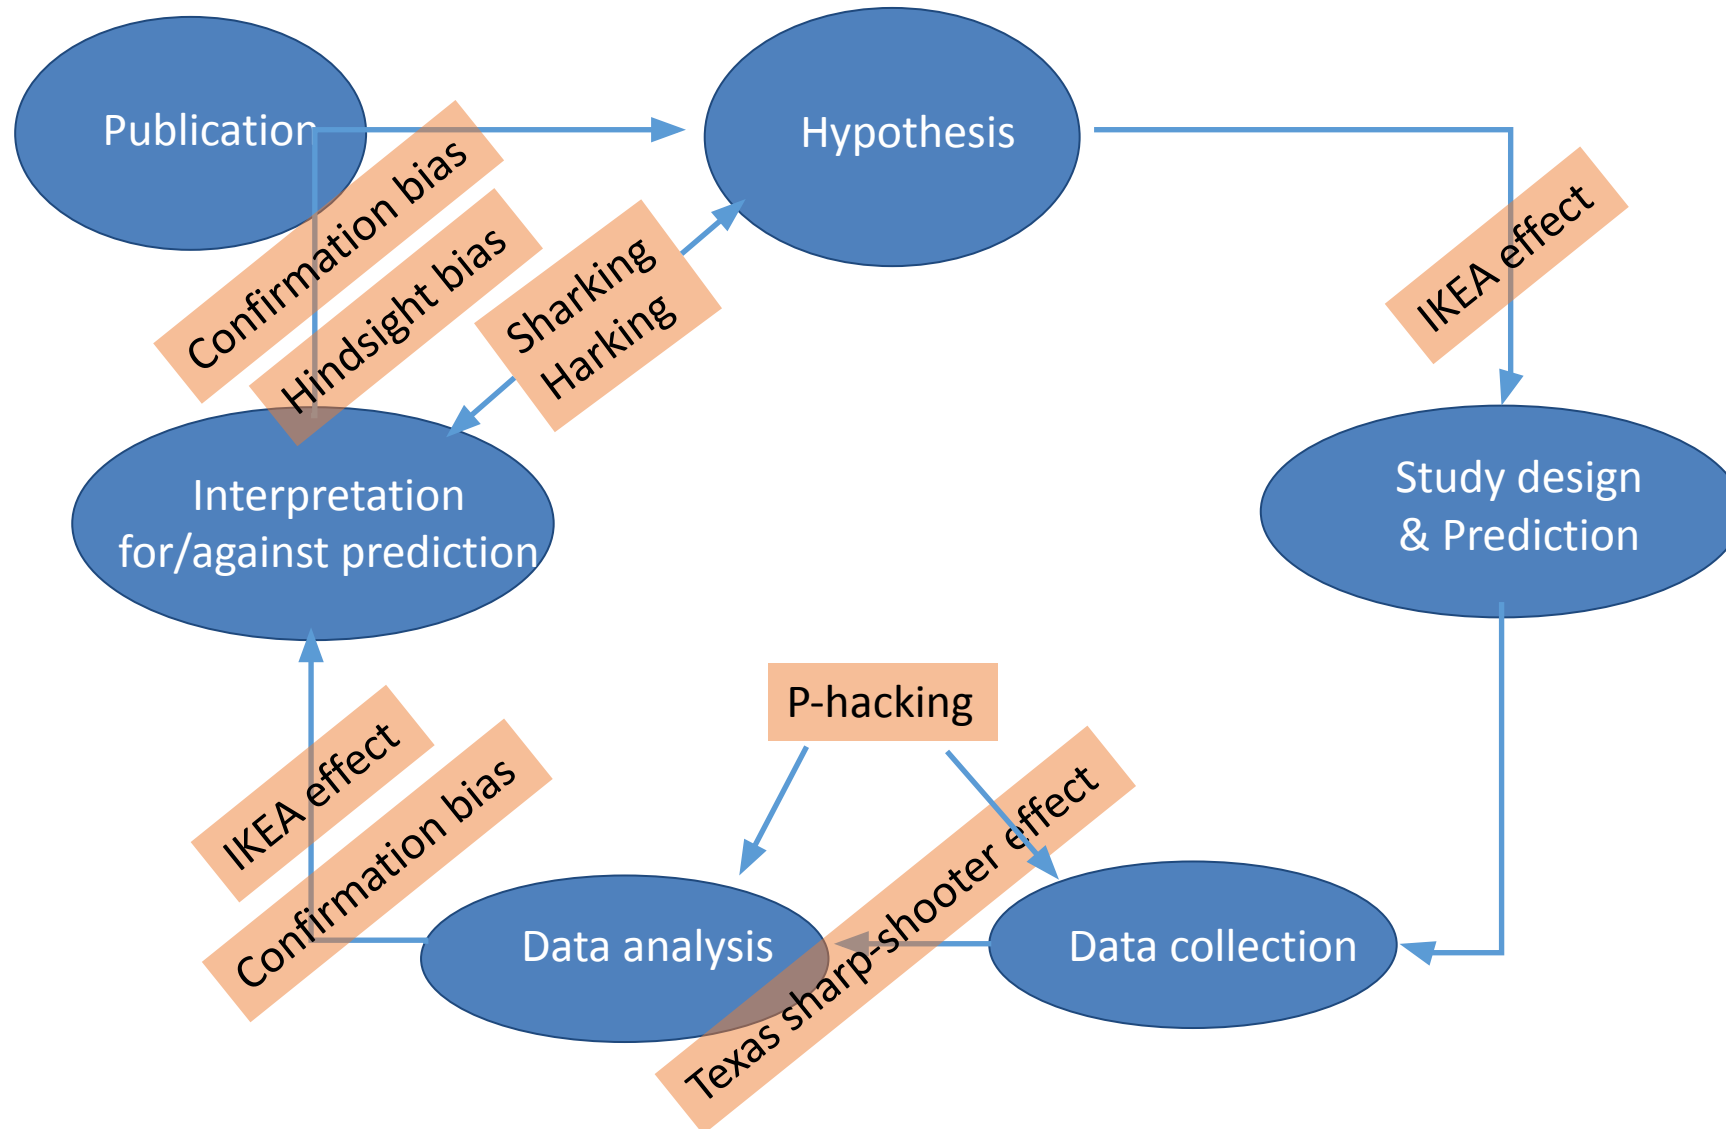 Publication
Hypothesis
Confirmation bias
Hindsight bias
Sharking
Harking
IKEA effect
Interpretation
for/against prediction
Study design
& Prediction
P-hacking
IKEA effect
Confirmation bias
Texas sharp-shooter effect
Data analysis
Data collection